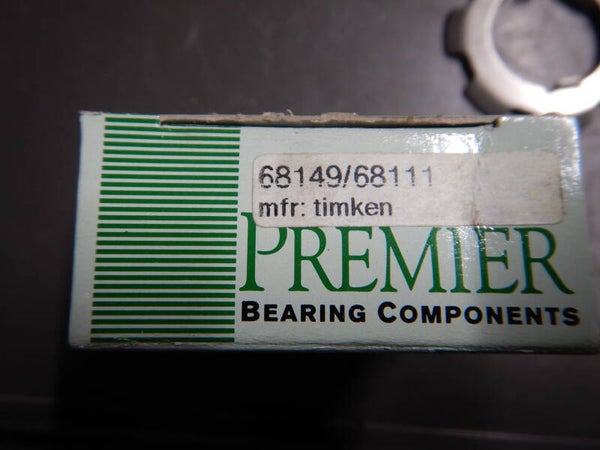 68149/68111
mfr: timken
PREMIER
BEARING COMPONENTS